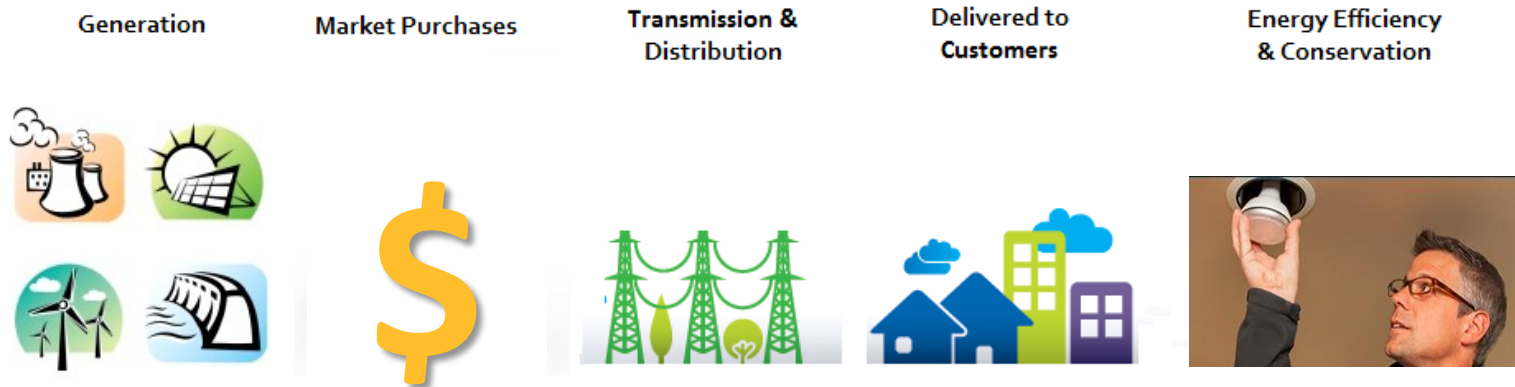 Generation
Market Purchases
Transmission &
Distribution
Delivered to
Customers
Energy Efficiency
& Conservation
$